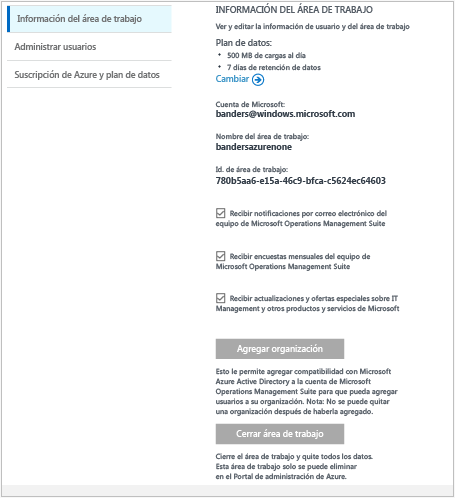 Información del área de trabajo
Administrar usuarios
Suscripción de Azure y plan de datos
INFORMACIÓN DEL ÁREA DE TRABAJO
Ver y editar la información de usuario y del área de trabajo
Plan de datos:
• 500 MB de cargas al día
• 7 días de retención de datos
Cambiar
Cuenta de Microsoft:
banders@windows.microsoft.com
Nombre del área de trabajo:
bandersazurenone
Id. de área de trabajo:
780b5aa6-e15a-46c9-bfca-c5624ec64603
Recibir notificaciones por correo electrónico del
equipo de Microsoft Operations Management Suite
Recibir encuestas mensuales del equipo de
Microsoft Operations Management Suite
Recibir actualizaciones y ofertas especiales sobre IT
Management y otros productos y servicios de Microsoft
Agregar organización
Esto le permite agregar compatibilidad con Microsoft
Azure Active Directory a la cuenta de Microsoft
Operations Management Suite para que pueda agregar
usuarios a su organización. Nota: No se puede quitar
una organización después de haberla agregado.
Cerrar área de trabajo
Cierre el área de trabajo y quite todos los datos.
Esta área de trabajo solo se puede eliminar
en el Portal de administración de Azure.